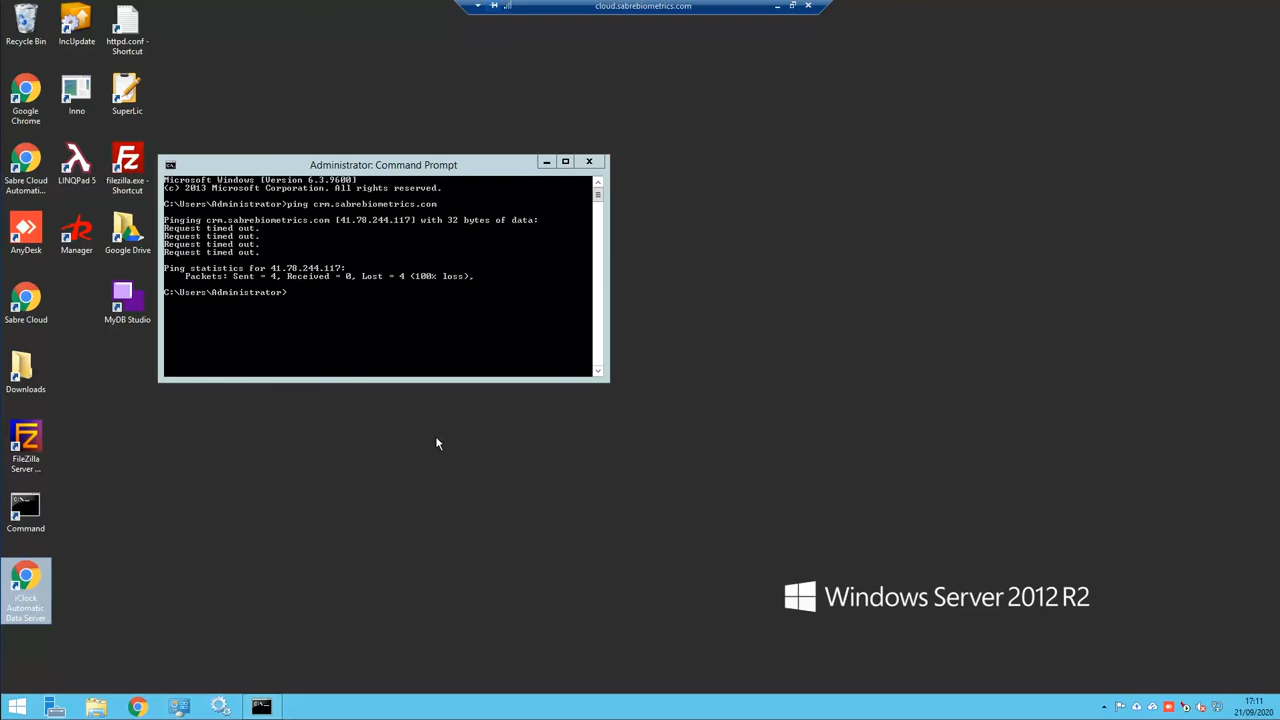 cloud.sabrebiometrics.com
Recycle Bin
IncUpdate
httpd.conf -
Shortcut
Google
Chrome
Inno
SuperLic
Sabre Cloud
Automati...
LINQPad 5
filezilla.exe -
Shortcut
AnyDesk
Manager
Google Drive
Sabre Cloud
MyDB Studio
Downloads
FileZilla
Server ...
Command
iClock
Automatic
Data Server
Administrator: Command Prompt
Microsoft Windows [Version 6.3.9600]
(c) 2013 Microsoft Corporation. All rights reserved.
C:\Users\Administrator>ping crm.sabrebiometrics.com
Pinging crm.sabrebiometrics.com [41.78.244.117] with 32 bytes of data:
Request timed out.
Request timed out.
Request timed out.
Request timed out.
Ping statistics for 41.78.244.117:
Packets: Sent = 4, Received = 0, Lost = 4 (100% loss),
C:\Users\Administrator>
Windows Server 2012 R2
17:11
21/09/2020